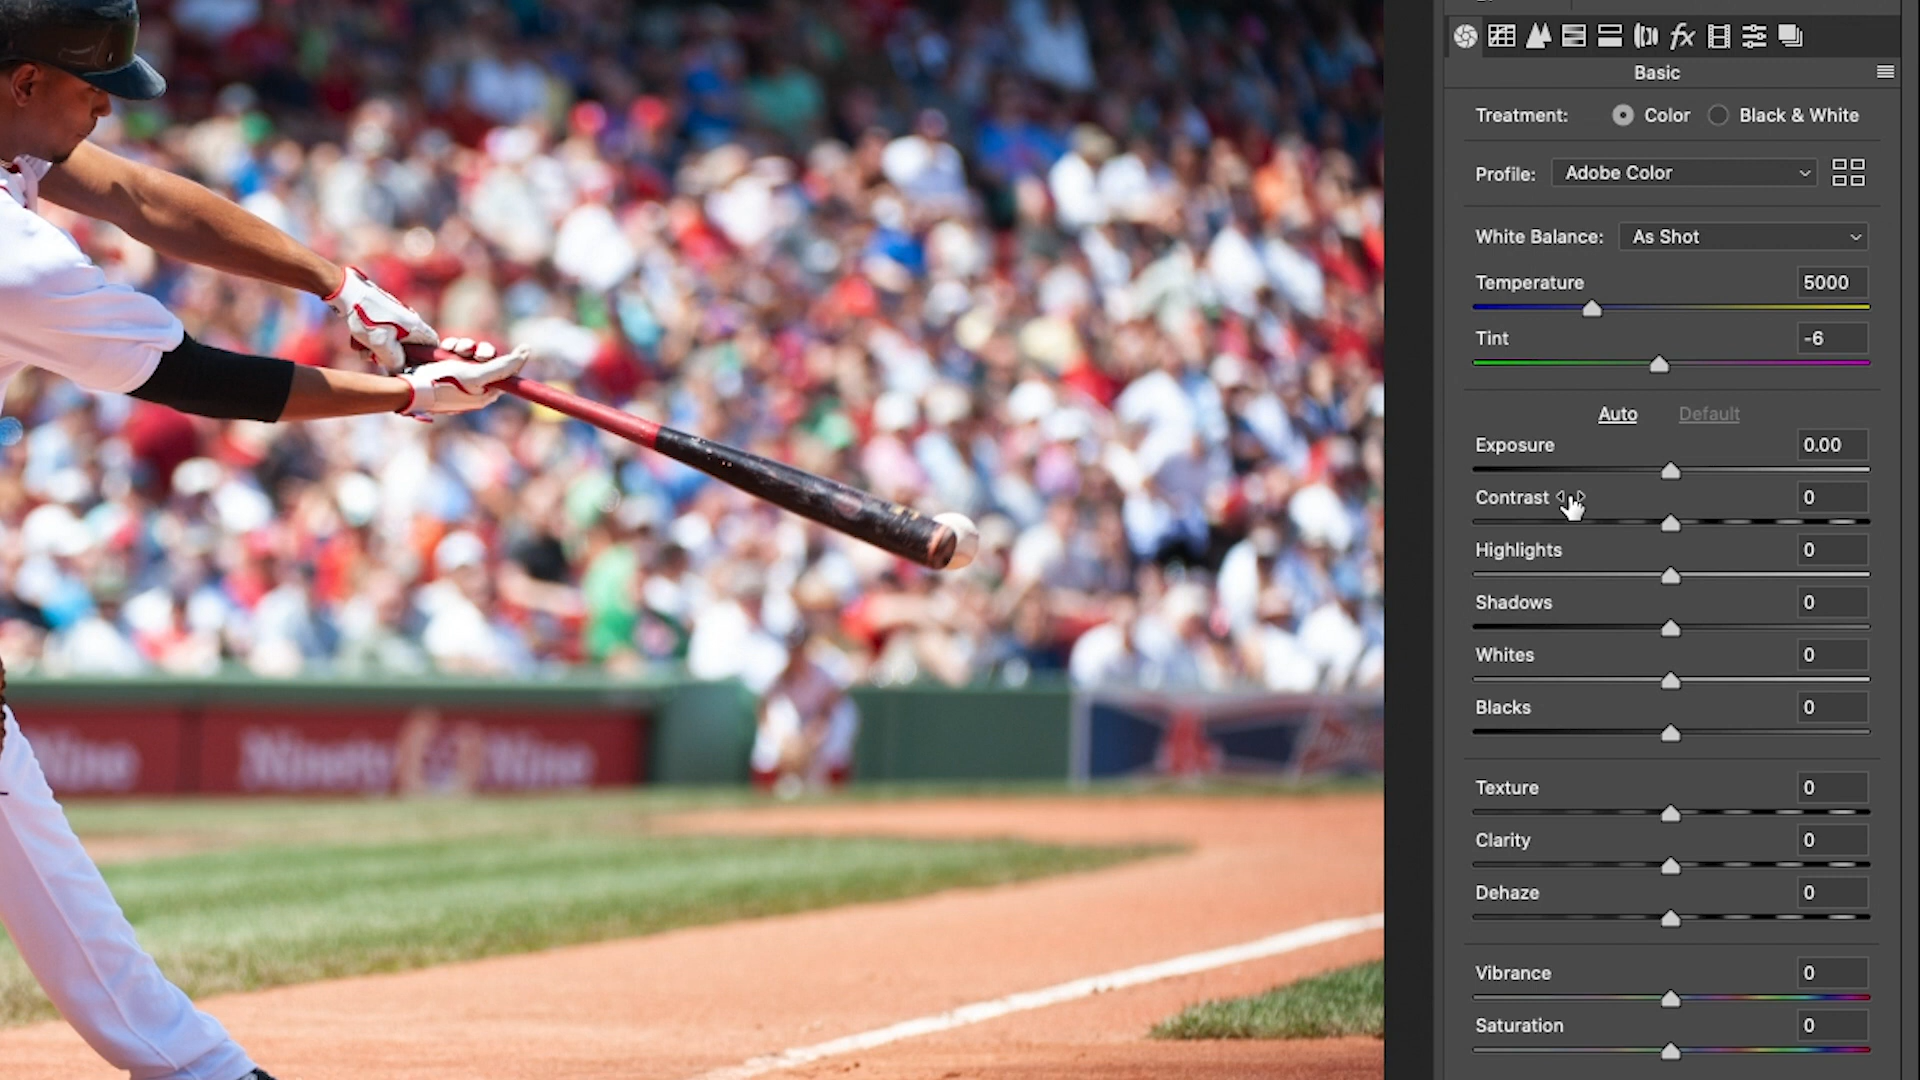 Basic
Treatment: Color Black & White
Profile: Adobe Color
White Balance: As Shot
Temperature 5000
Tint -6
Auto Default
Exposure 0.00
Contrast 0
Highlights 0
Shadows 0
Whites 0
Blacks 0
Texture 0
Clarity 0
Dehaze 0
Vibrance 0
Saturation 0
Ninety Nine